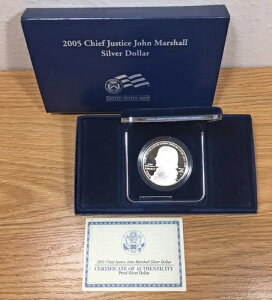 2005 Chief Justice John Marshall
Silver Dollar
UNITED STATES MINT
2005 Chief Justice John Marshall Silver Dollar
CERTIFICATE OF AUTHENTICITY
Proof Silver Dollar